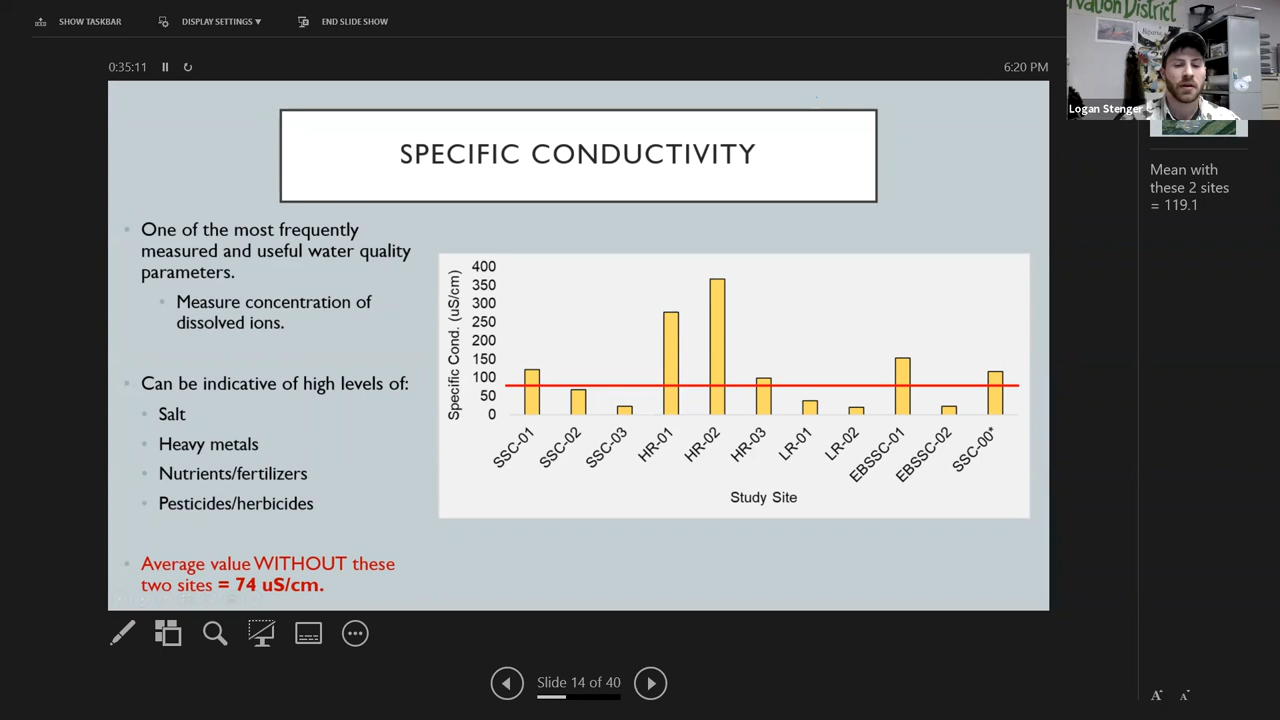 SHOW TASKBAR
DISPLAY SETTINGS ▼
END SLIDE SHOW
0:35:11
6:20 PM
vation District
Logan Stenger
SPECIFIC CONDUCTIVITY
One of the most frequently
measured and useful water quality
parameters.
Measure concentration of
dissolved ions.
Can be indicative of high levels of:
Salt
Heavy metals
Nutrients/fertilizers
Pesticides/herbicides
Average value WITHOUT these
two sites = 74 uS/cm.
Specific Cond. (uS/cm)
400
350
300
250
200
150
100
50
0
SSC-01
SSC-02
SSC-03
HR-01
HR-02
HR-03
LR-01
LR-02
EBSSC-01
EBSSC-02
SSC-00*
Study Site
Mean with
these 2 sites
= 119.1
Slide 14 of 40
A
A